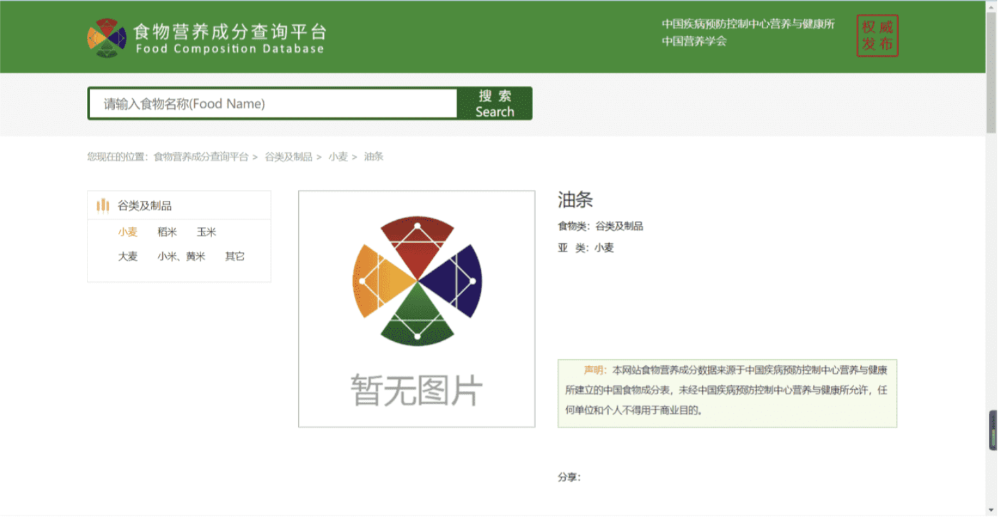 食物营养成分查询平台
Food Composition Database
中国疾病预防控制中心营养与健康所
中国营养学会
权威
发布
请输入食物名称(Food Name)
搜 索
Search
您现在的位置：食物营养成分查询平台 > 谷类及制品 > 小麦 > 油条
谷类及制品
小麦 稻米 玉米
大麦 小米、黄米 其它
暂无图片
油条
食物类：谷类及制品
亚 类：小麦
声明：本网站食物营养成分数据来源于中国疾病预防控制中心营养与健康
所建立的中国食物成分表，未经中国疾病预防控制中心营养与健康所允许，任
何单位和个人不得用于商业目的。
分享：